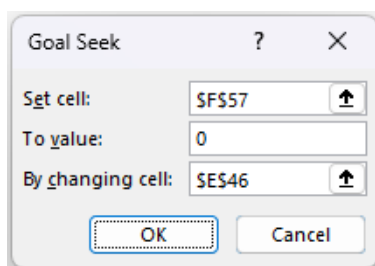 Goal Seek ? ×
Set cell: $F$57
To value: 0
By changing cell: $E$46
OK Cancel